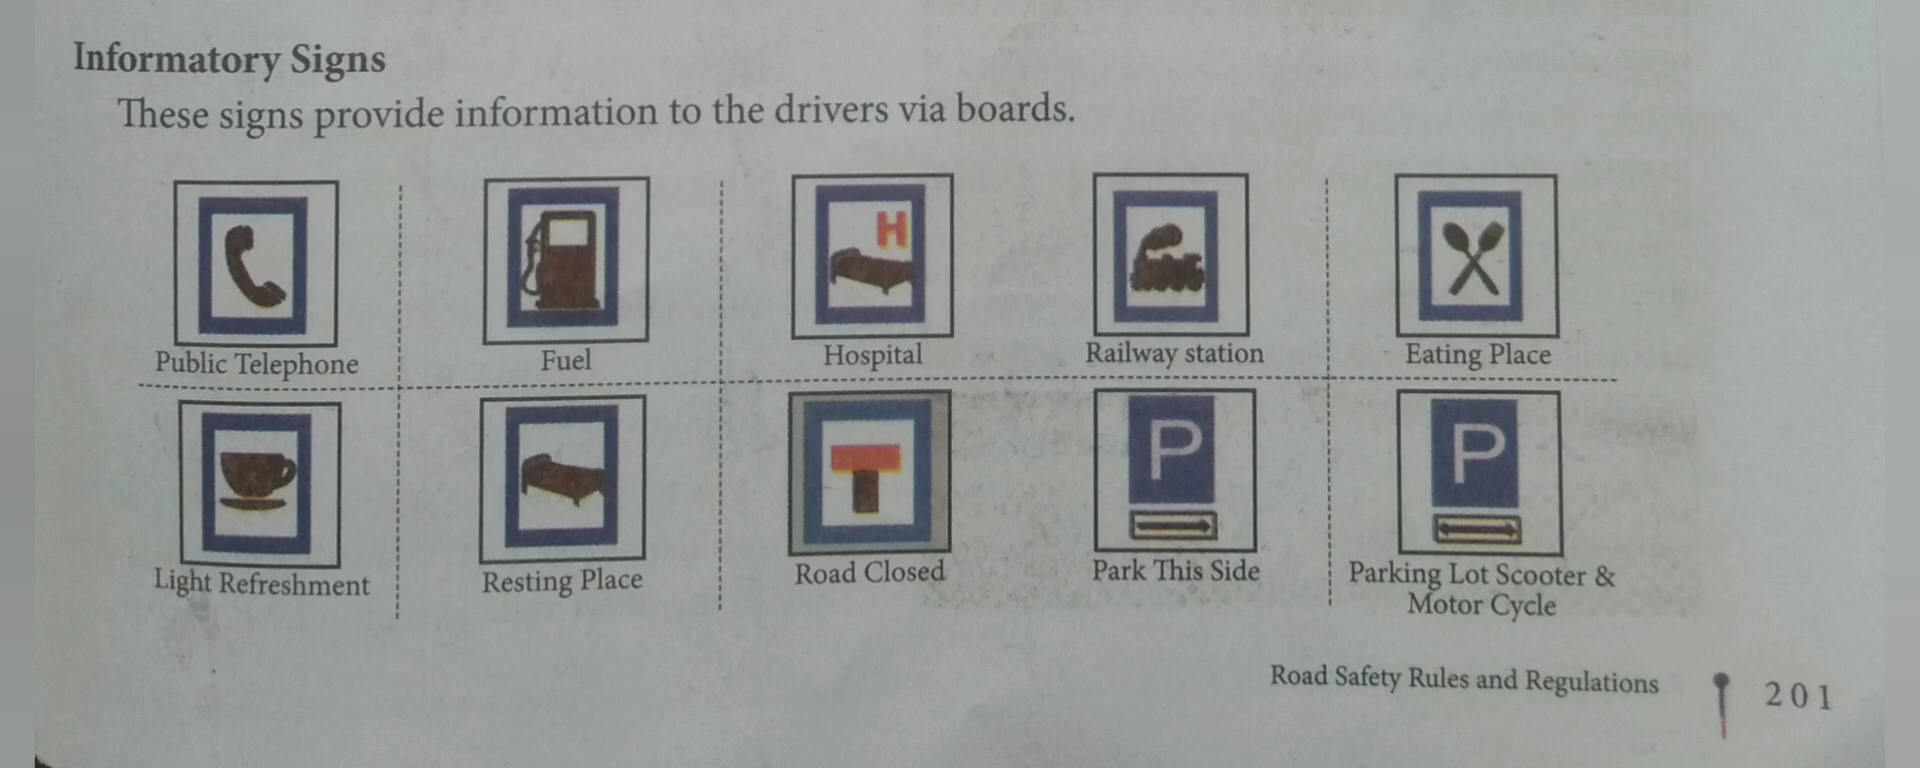 Informatory Signs
These signs provide information to the drivers via boards.
H
Public Telephone
Fuel
Hospital
Railway station
Eating Place
P
P
Light Refreshment
Resting Place
Road Closed
Park This Side
Parking Lot Scooter &
Motor Cycle
Road Safety Rules and Regulations
201